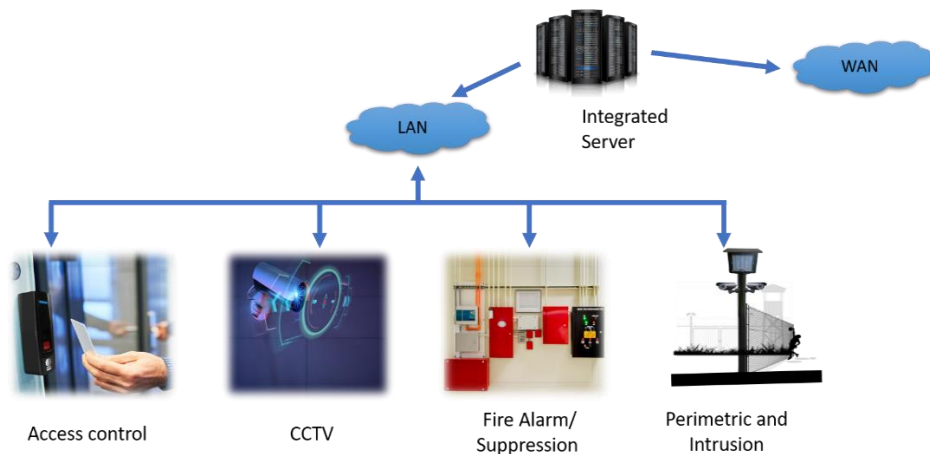 WAN
LAN
Integrated
Server
Access control
CCTV
Fire Alarm/
Suppression
Perimetric and
Intrusion